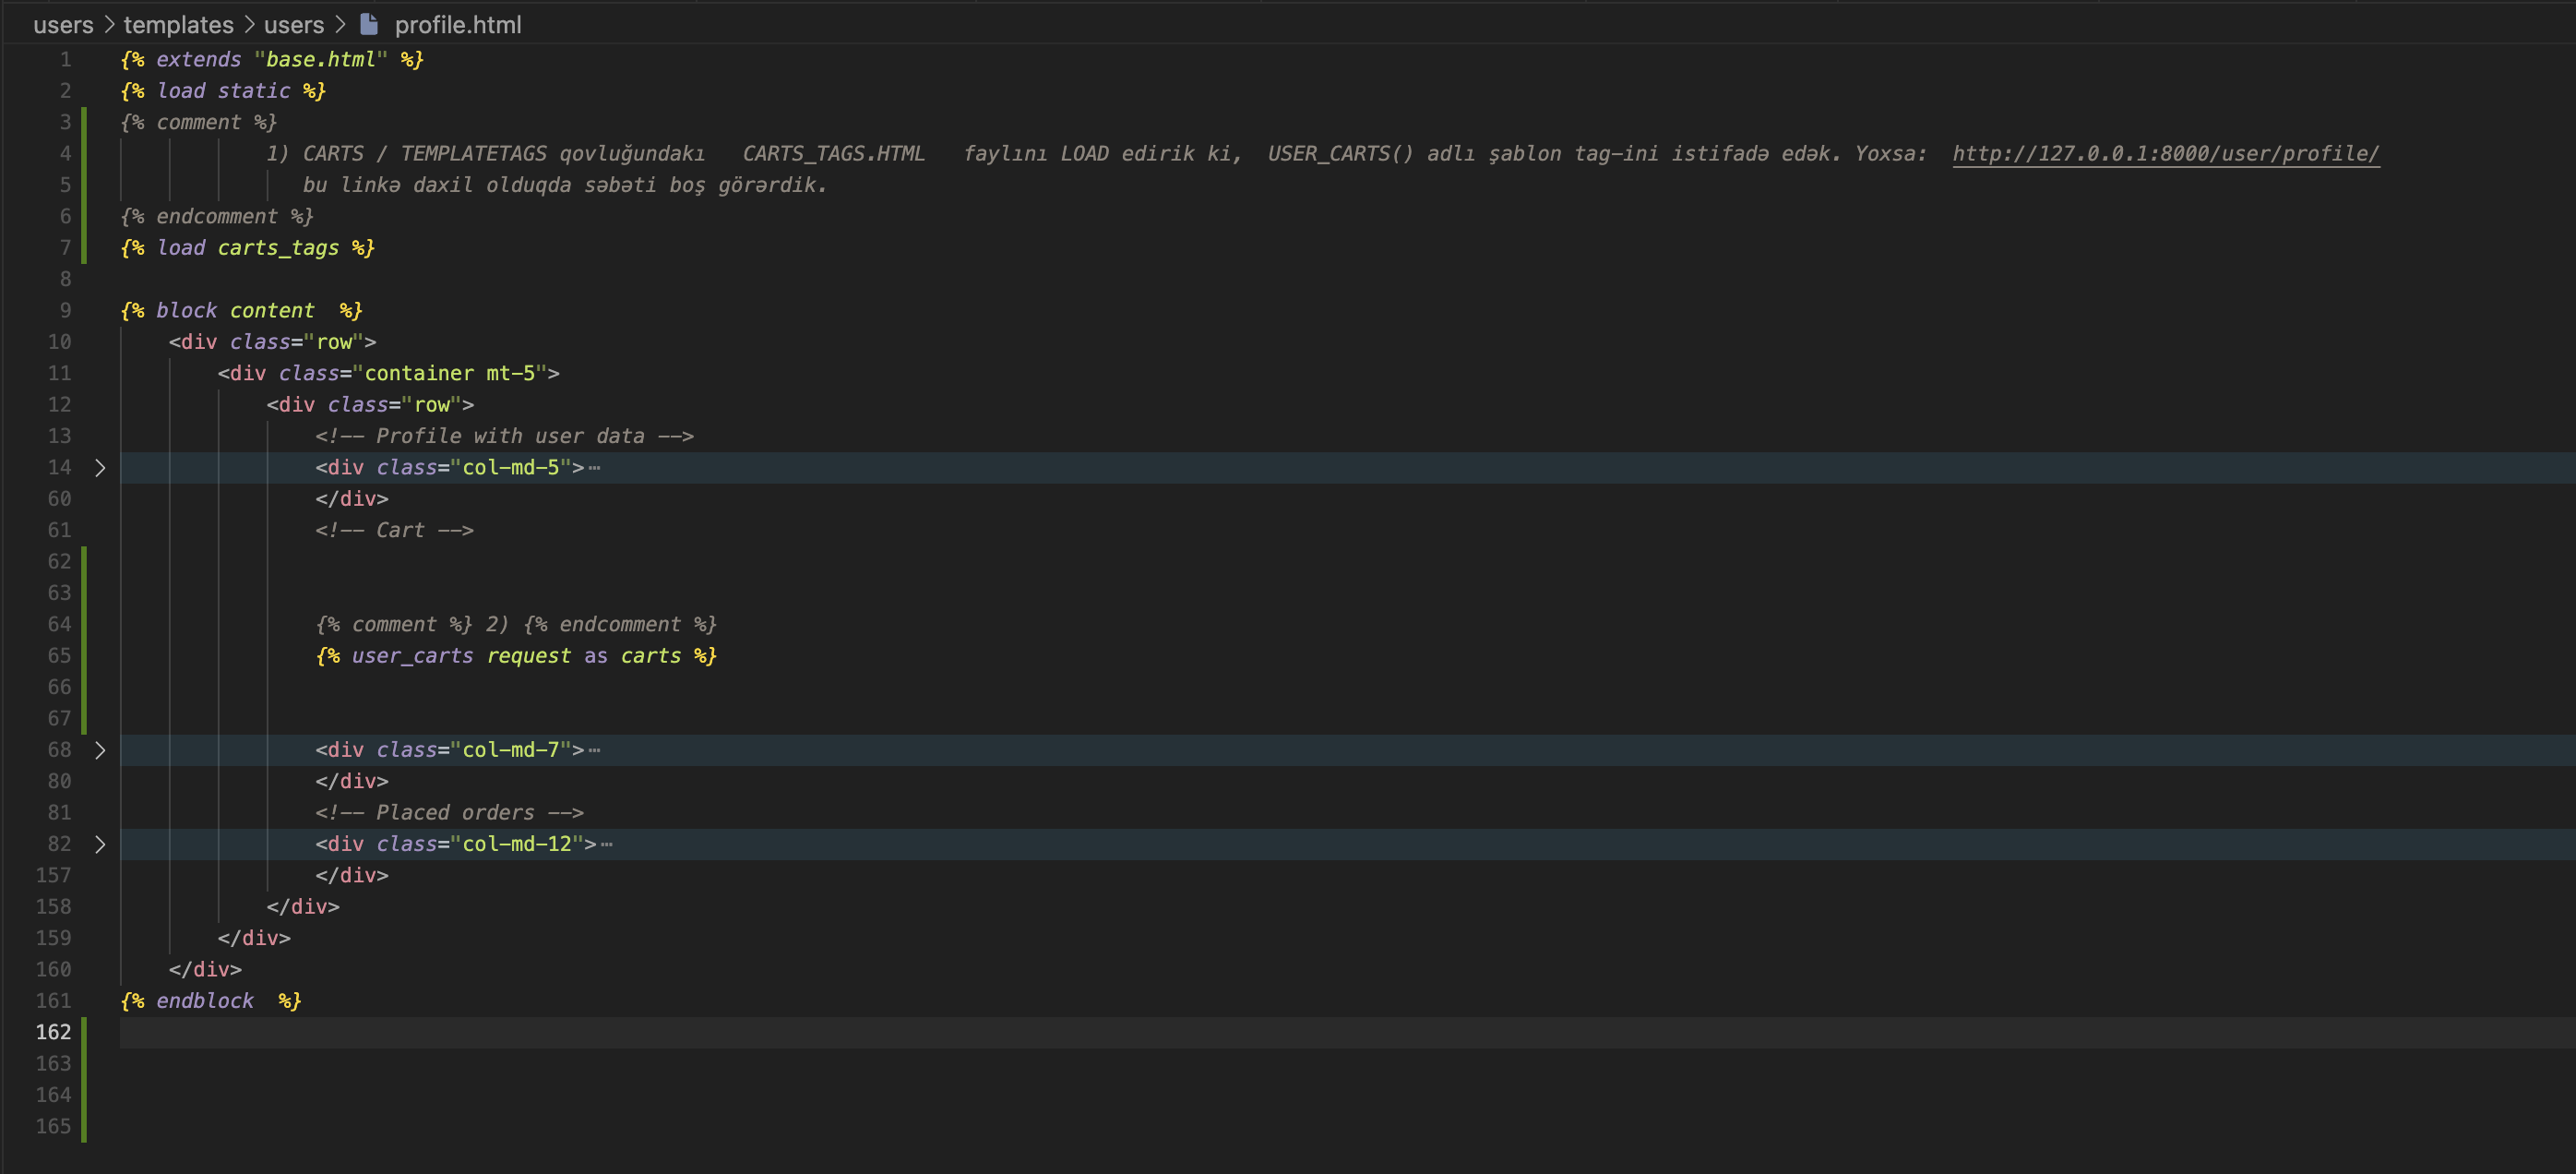 users > templates > users > profile.html
1 {% extends "base.html" %}
2 {% load static %}
3 {% comment %}
4 1) CARTS / TEMPLATETAGS qovluğundakı CARTS_TAGS.HTML faylını LOAD edirik ki, USER_CARTS() adlı şablon tag-ini istifadə edək. Yoxsa: http://127.0.0.1:8000/user/profile/
5 bu linkə daxil olduqda səbəti boş görərdik.
6 {% endcomment %}
7 {% load carts_tags %}
8
9 {% block content  %}
10 <div class="row">
11 <div class="container mt-5">
12 <div class="row">
13 <!-- Profile with user data -->
14 > <div class="col-md-5">⋯
60 </div>
61 <!-- Cart -->
62
63
64 {% comment %} 2) {% endcomment %}
65 {% user_carts request as carts %}
66
67
68 > <div class="col-md-7">⋯
80 </div>
81 <!-- Placed orders -->
82 > <div class="col-md-12">⋯
157 </div>
158 </div>
159 </div>
160 </div>
161 {% endblock  %}
162
163
164
165